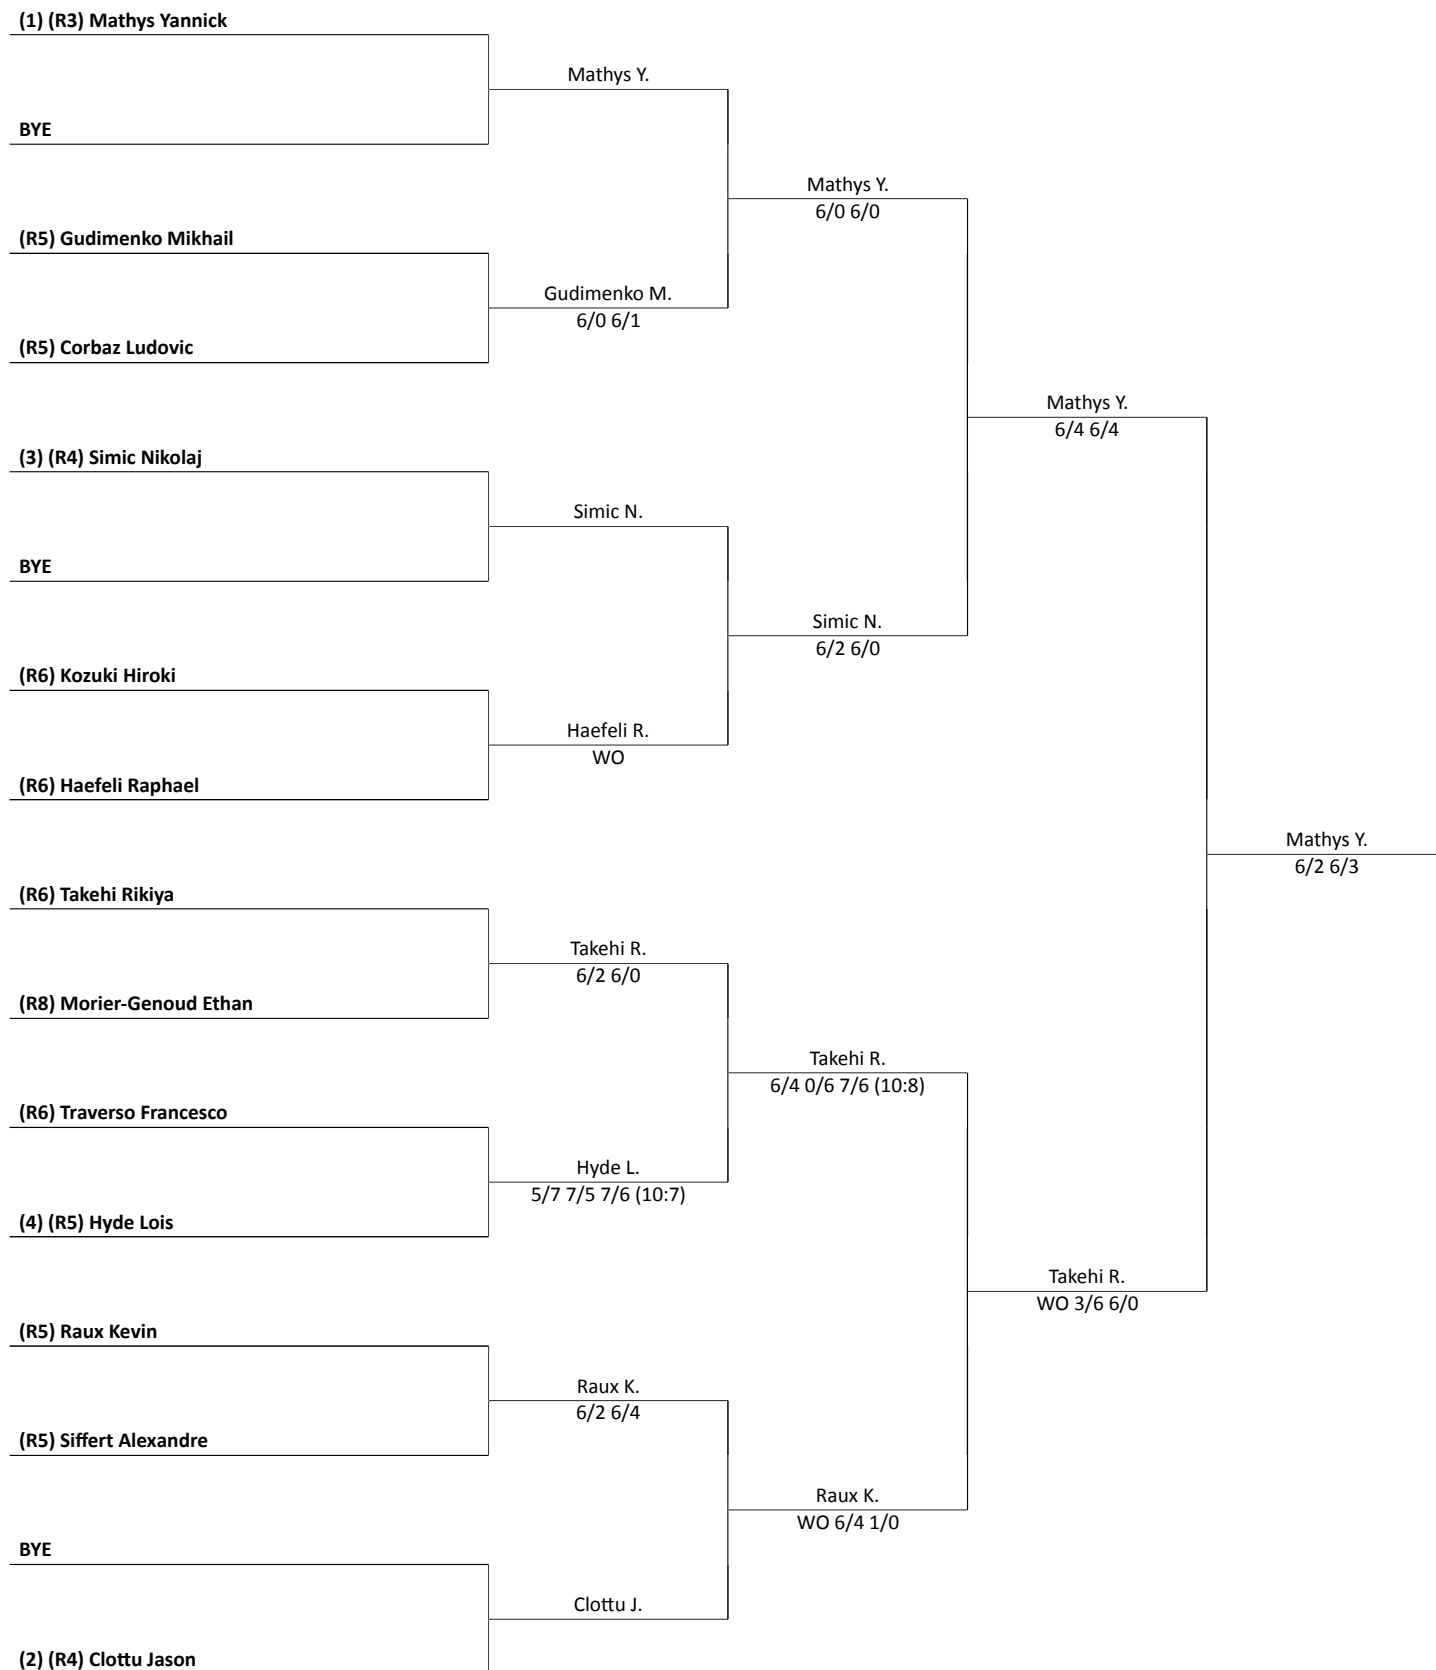 (1) (R3) Mathys Yannick
Mathys Y.
BYE
Mathys Y.
6/0 6/0
(R5) Gudimenko Mikhail
Gudimenko M.
6/0 6/1
(R5) Corbaz Ludovic
Mathys Y.
6/4 6/4
(3) (R4) Simic Nikolaj
Simic N.
BYE
Simic N.
6/2 6/0
(R6) Kozuki Hiroki
Haefeli R.
WO
(R6) Haefeli Raphael
Mathys Y.
6/2 6/3
(R6) Takehi Rikiya
Takehi R.
6/2 6/0
(R8) Morier-Genoud Ethan
Takehi R.
6/4 0/6 7/6 (10:8)
(R6) Traverso Francesco
Hyde L.
5/7 7/5 7/6 (10:7)
(4) (R5) Hyde Lois
Takehi R.
WO 3/6 6/0
(R5) Raux Kevin
Raux K.
6/2 6/4
(R5) Siffert Alexandre
Raux K.
WO 6/4 1/0
BYE
Clottu J.
(2) (R4) Clottu Jason